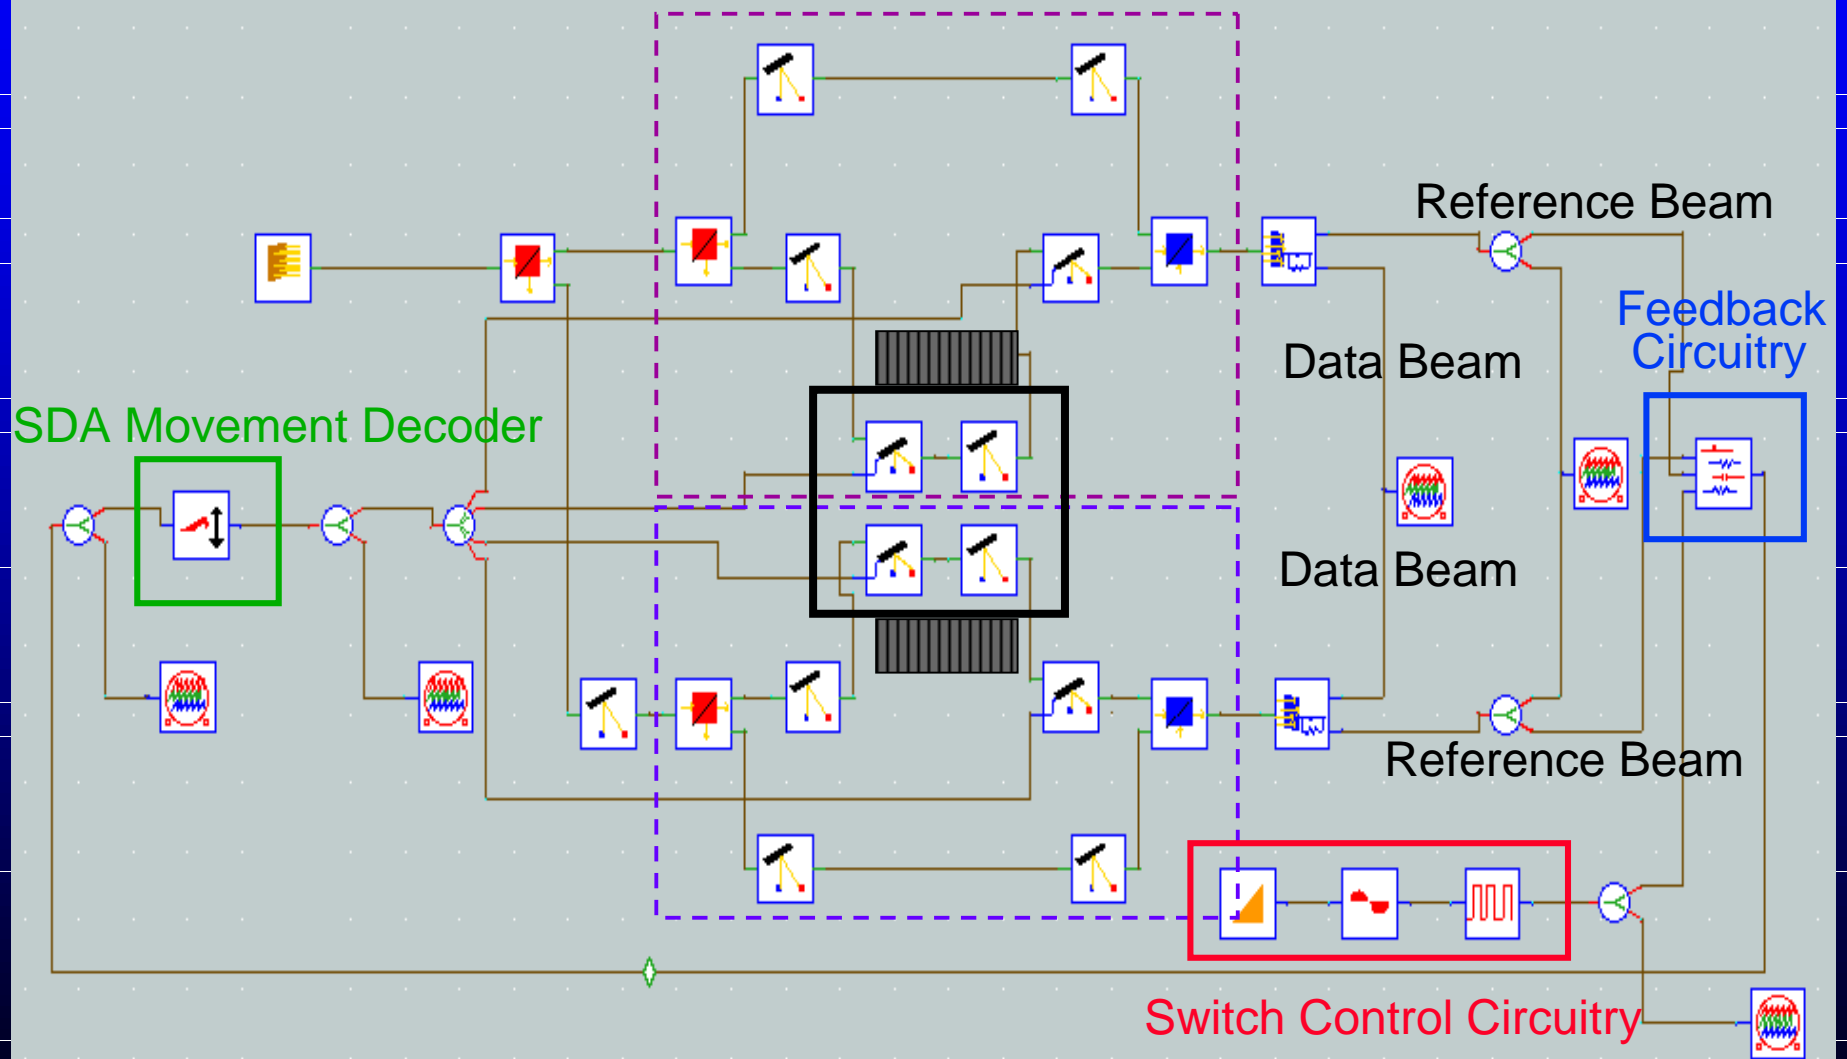 Reference Beam
Feedback
Circuitry
Data Beam
SDA Movement Decoder
Data Beam
Reference Beam
Switch Control Circuitry